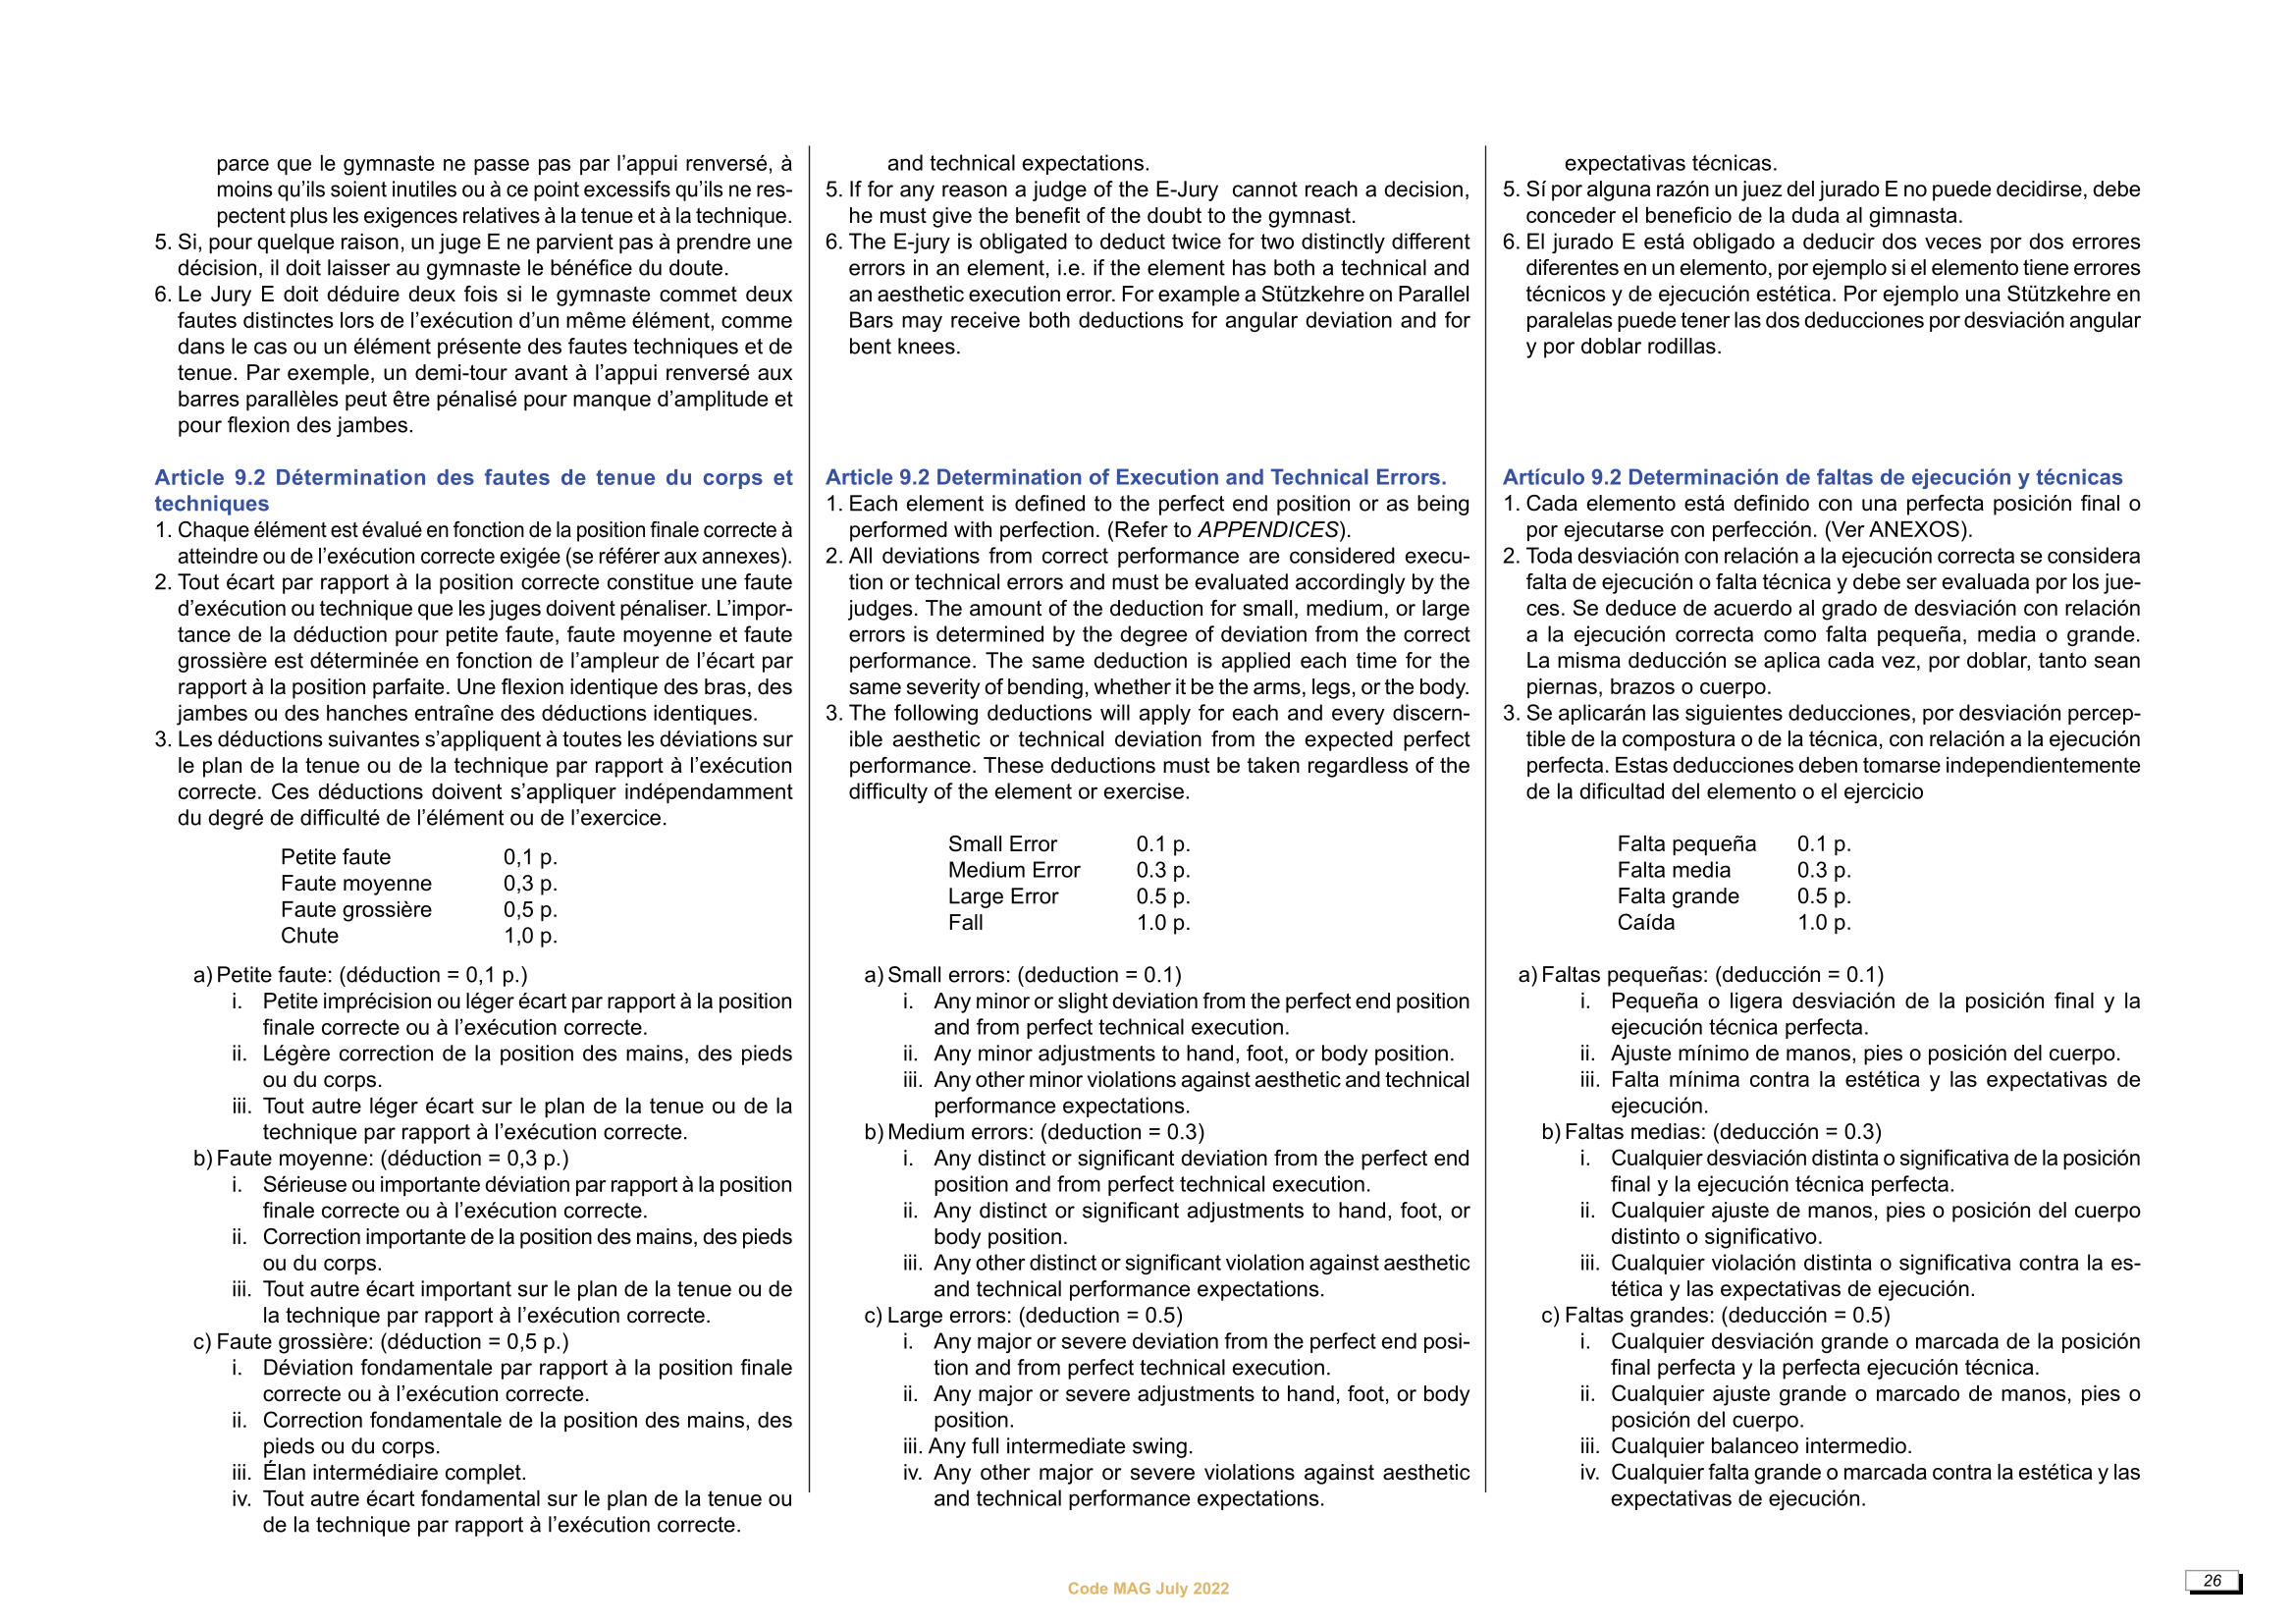 parce que le gymnaste ne passe pas par l’appui renversé, à
moins qu’ils soient inutiles ou à ce point excessifs qu’ils ne res-
pectent plus les exigences relatives à la tenue et à la technique.
5. Si, pour quelque raison, un juge E ne parvient pas à prendre une
décision, il doit laisser au gymnaste le bénéfice du doute.
6. Le Jury E doit déduire deux fois si le gymnaste commet deux
fautes distinctes lors de l’exécution d’un même élément, comme
dans le cas ou un élément présente des fautes techniques et de
tenue. Par exemple, un demi-tour avant à l’appui renversé aux
barres parallèles peut être pénalisé pour manque d’amplitude et
pour flexion des jambes.
Article 9.2 Détermination des fautes de tenue du corps et
techniques
1. Chaque élément est évalué en fonction de la position finale correcte à
atteindre ou de l’exécution correcte exigée (se référer aux annexes).
2. Tout écart par rapport à la position correcte constitue une faute
d’exécution ou technique que les juges doivent pénaliser. L’impor-
tance de la déduction pour petite faute, faute moyenne et faute
grossière est déterminée en fonction de l’ampleur de l’écart par
rapport à la position parfaite. Une flexion identique des bras, des
jambes ou des hanches entraîne des déductions identiques.
3. Les déductions suivantes s’appliquent à toutes les déviations sur
le plan de la tenue ou de la technique par rapport à l’exécution
correcte. Ces déductions doivent s’appliquer indépendamment
du degré de difficulté de l’élément ou de l’exercice.
Petite faute 0,1 p.
Faute moyenne 0,3 p.
Faute grossière 0,5 p.
Chute 1,0 p.
a) Petite faute: (déduction = 0,1 p.)
i. Petite imprécision ou léger écart par rapport à la position
finale correcte ou à l’exécution correcte.
ii. Légère correction de la position des mains, des pieds
ou du corps.
iii. Tout autre léger écart sur le plan de la tenue ou de la
technique par rapport à l’exécution correcte.
b) Faute moyenne: (déduction = 0,3 p.)
i. Sérieuse ou importante déviation par rapport à la position
finale correcte ou à l’exécution correcte.
ii. Correction importante de la position des mains, des pieds
ou du corps.
iii. Tout autre écart important sur le plan de la tenue ou de
la technique par rapport à l’exécution correcte.
c) Faute grossière: (déduction = 0,5 p.)
i. Déviation fondamentale par rapport à la position finale
correcte ou à l’exécution correcte.
ii. Correction fondamentale de la position des mains, des
pieds ou du corps.
iii. Élan intermédiaire complet.
iv. Tout autre écart fondamental sur le plan de la tenue ou
de la technique par rapport à l’exécution correcte.
and technical expectations.
5. If for any reason a judge of the E-Jury cannot reach a decision,
he must give the benefit of the doubt to the gymnast.
6. The E-jury is obligated to deduct twice for two distinctly different
errors in an element, i.e. if the element has both a technical and
an aesthetic execution error. For example a Stützkehre on Parallel
Bars may receive both deductions for angular deviation and for
bent knees.
Article 9.2 Determination of Execution and Technical Errors.
1. Each element is defined to the perfect end position or as being
performed with perfection. (Refer to APPENDICES).
2. All deviations from correct performance are considered execu-
tion or technical errors and must be evaluated accordingly by the
judges. The amount of the deduction for small, medium, or large
errors is determined by the degree of deviation from the correct
performance. The same deduction is applied each time for the
same severity of bending, whether it be the arms, legs, or the body.
3. The following deductions will apply for each and every discern-
ible aesthetic or technical deviation from the expected perfect
performance. These deductions must be taken regardless of the
difficulty of the element or exercise.
Small Error 0.1 p.
Medium Error 0.3 p.
Large Error 0.5 p.
Fall 1.0 p.
a) Small errors: (deduction = 0.1)
i. Any minor or slight deviation from the perfect end position
and from perfect technical execution.
ii. Any minor adjustments to hand, foot, or body position.
iii. Any other minor violations against aesthetic and technical
performance expectations.
b) Medium errors: (deduction = 0.3)
i. Any distinct or significant deviation from the perfect end
position and from perfect technical execution.
ii. Any distinct or significant adjustments to hand, foot, or
body position.
iii. Any other distinct or significant violation against aesthetic
and technical performance expectations.
c) Large errors: (deduction = 0.5)
i. Any major or severe deviation from the perfect end posi-
tion and from perfect technical execution.
ii. Any major or severe adjustments to hand, foot, or body
position.
iii. Any full intermediate swing.
iv. Any other major or severe violations against aesthetic
and technical performance expectations.
expectativas técnicas.
5. Sí por alguna razón un juez del jurado E no puede decidirse, debe
conceder el beneficio de la duda al gimnasta.
6. El jurado E está obligado a deducir dos veces por dos errores
diferentes en un elemento, por ejemplo si el elemento tiene errores
técnicos y de ejecución estética. Por ejemplo una Stützkehre en
paralelas puede tener las dos deducciones por desviación angular
y por doblar rodillas.
Artículo 9.2 Determinación de faltas de ejecución y técnicas
1. Cada elemento está definido con una perfecta posición final o
por ejecutarse con perfección. (Ver ANEXOS).
2. Toda desviación con relación a la ejecución correcta se considera
falta de ejecución o falta técnica y debe ser evaluada por los jue-
ces. Se deduce de acuerdo al grado de desviación con relación
a la ejecución correcta como falta pequeña, media o grande.
La misma deducción se aplica cada vez, por doblar, tanto sean
piernas, brazos o cuerpo.
3. Se aplicarán las siguientes deducciones, por desviación percep-
tible de la compostura o de la técnica, con relación a la ejecución
perfecta. Estas deducciones deben tomarse independientemente
de la dificultad del elemento o el ejercicio
Falta pequeña 0.1 p.
Falta media 0.3 p.
Falta grande 0.5 p.
Caída 1.0 p.
a) Faltas pequeñas: (deducción = 0.1)
i. Pequeña o ligera desviación de la posición final y la
ejecución técnica perfecta.
ii. Ajuste mínimo de manos, pies o posición del cuerpo.
iii. Falta mínima contra la estética y las expectativas de
ejecución.
b) Faltas medias: (deducción = 0.3)
i. Cualquier desviación distinta o significativa de la posición
final y la ejecución técnica perfecta.
ii. Cualquier ajuste de manos, pies o posición del cuerpo
distinto o significativo.
iii. Cualquier violación distinta o significativa contra la es-
tética y las expectativas de ejecución.
c) Faltas grandes: (deducción = 0.5)
i. Cualquier desviación grande o marcada de la posición
final perfecta y la perfecta ejecución técnica.
ii. Cualquier ajuste grande o marcado de manos, pies o
posición del cuerpo.
iii. Cualquier balanceo intermedio.
iv. Cualquier falta grande o marcada contra la estética y las
expectativas de ejecución.
Code MAG July 2022
26